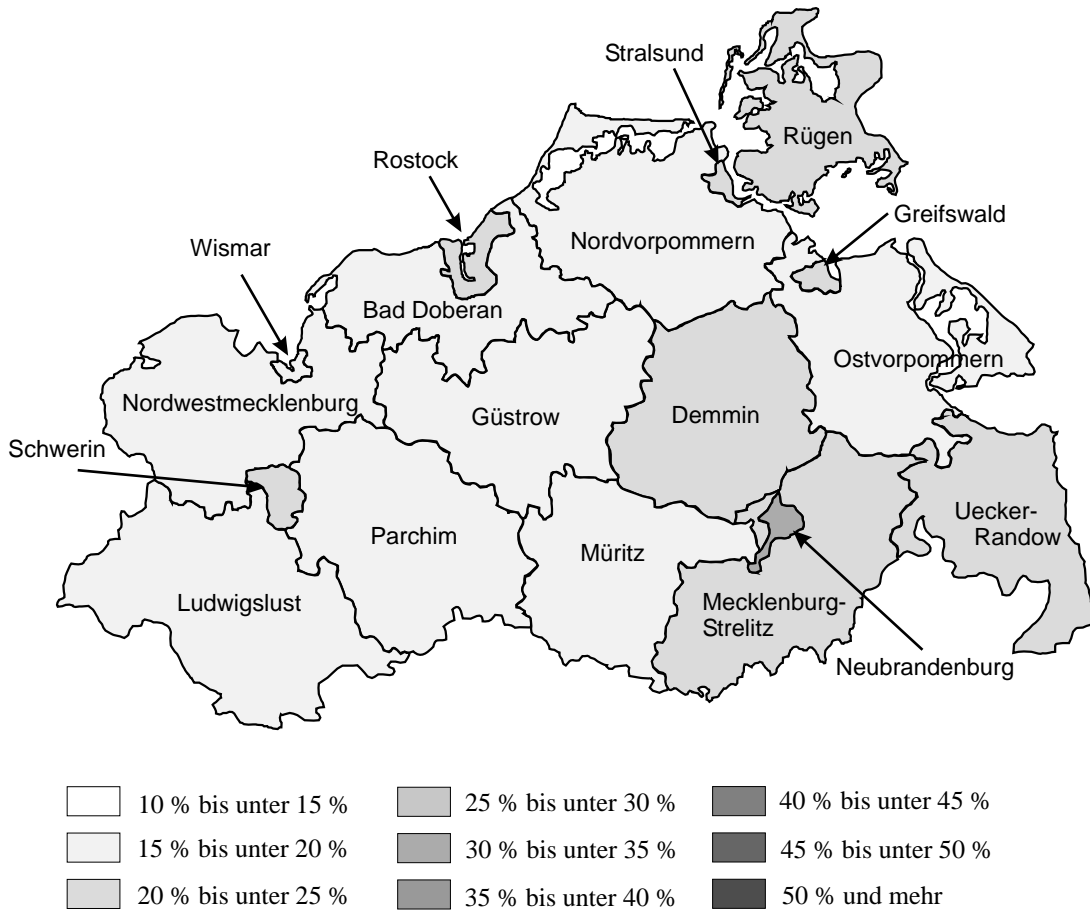 Stralsund
Rügen
Rostock
Greifswald
Wismar
Nordvorpommern
Bad Doberan
Ostvorpommern
Nordwestmecklenburg
Güstrow
Demmin
Schwerin
Uecker-
Randow
Parchim
Müritz
Ludwigslust
Mecklenburg-
Strelitz
Neubrandenburg
10 % bis unter 15 %
15 % bis unter 20 %
20 % bis unter 25 %
25 % bis unter 30 %
30 % bis unter 35 %
35 % bis unter 40 %
40 % bis unter 45 %
45 % bis unter 50 %
50 % und mehr